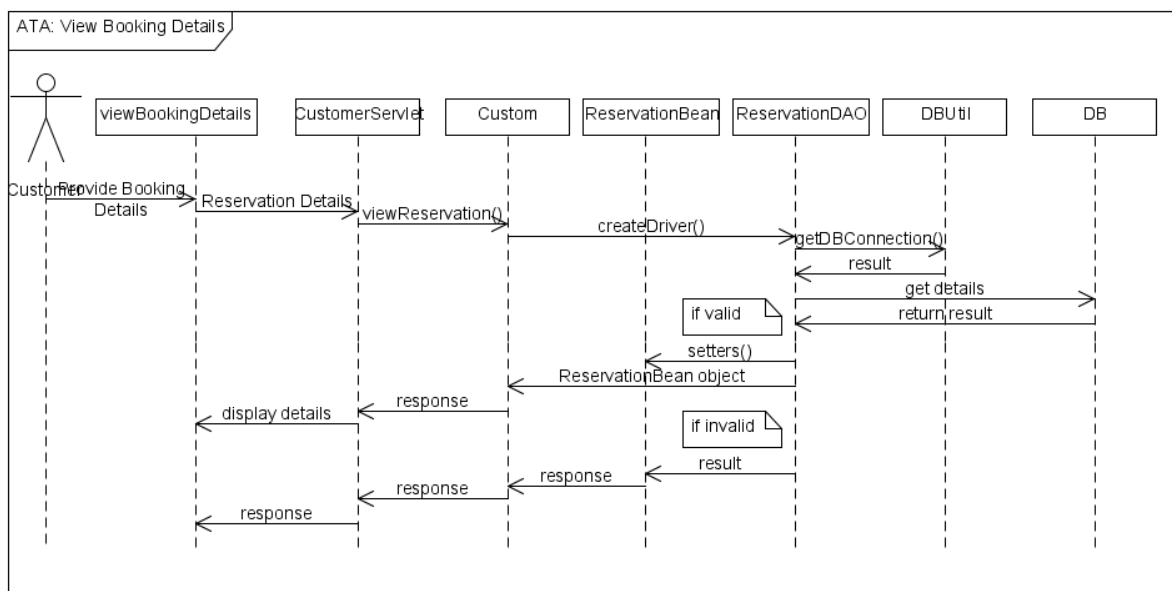 ATA: View Booking Details
viewBookingDetails
CustomerServlet
Custom
ReservationBean
ReservationDAO
DBUtil
DB
Customer
Provide Booking
Details
Reservation Details
viewReservation()
createDriver()
getDBConnection()
result
get details
if valid
return result
setters()
ReservationBean object
response
display details
if invalid
result
response
response
response